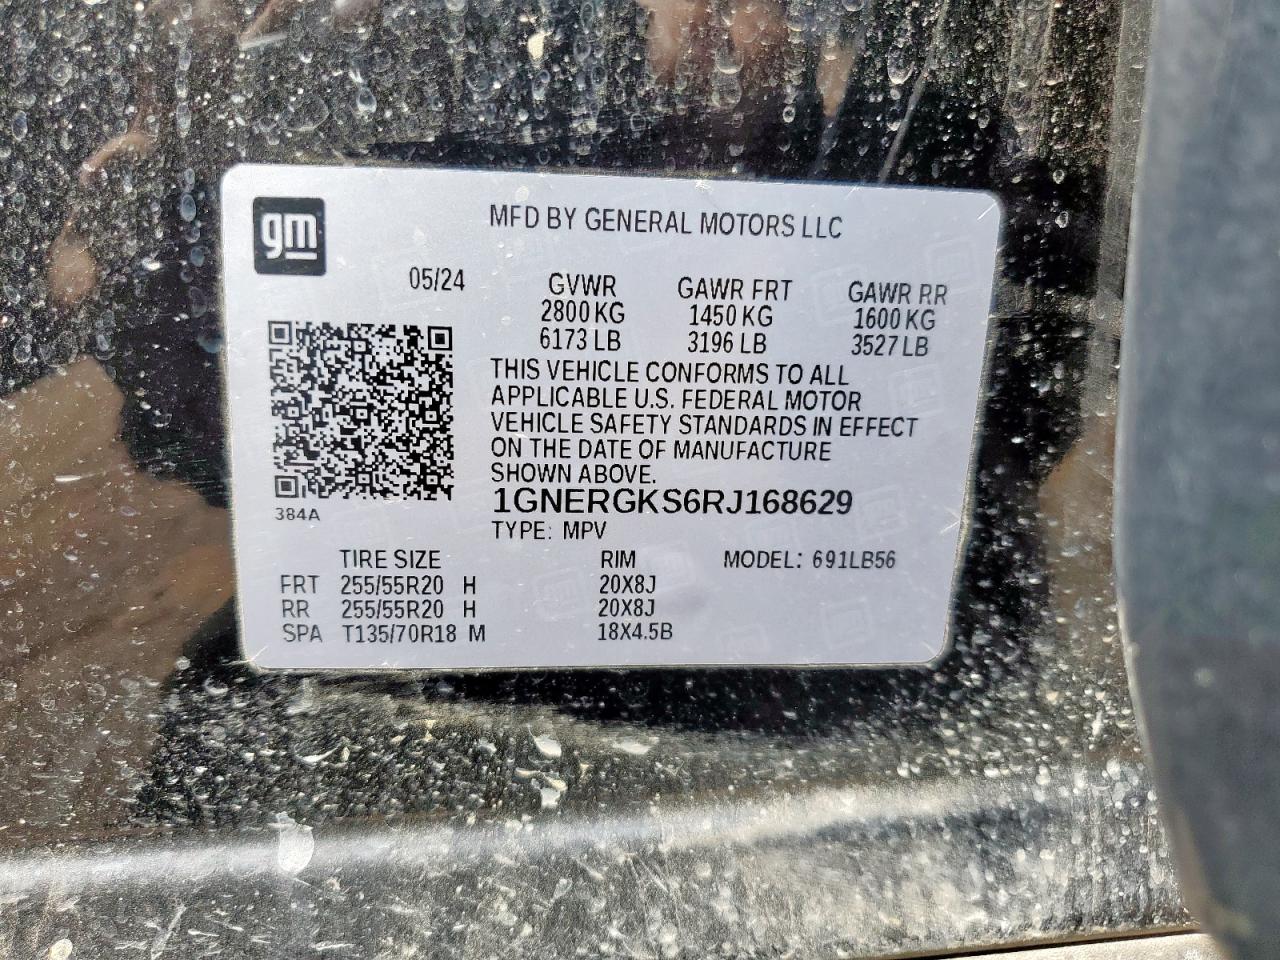 gm
MFD BY GENERAL MOTORS LLC
05/24
GVWR GAWR FRT GAWR RR
2800 KG 1450 KG 1600 KG
6173 LB 3196 LB 3527 LB
THIS VEHICLE CONFORMS TO ALL
APPLICABLE U.S. FEDERAL MOTOR
VEHICLE SAFETY STANDARDS IN EFFECT
ON THE DATE OF MANUFACTURE
SHOWN ABOVE.
384A
1GNERGKS6RJ168629
TYPE: MPV
TIRE SIZE RIM MODEL: 691LB56
FRT 255/55R20 H 20X8J
RR 255/55R20 H 20X8J
SPA T135/70R18 M 18X4.5B